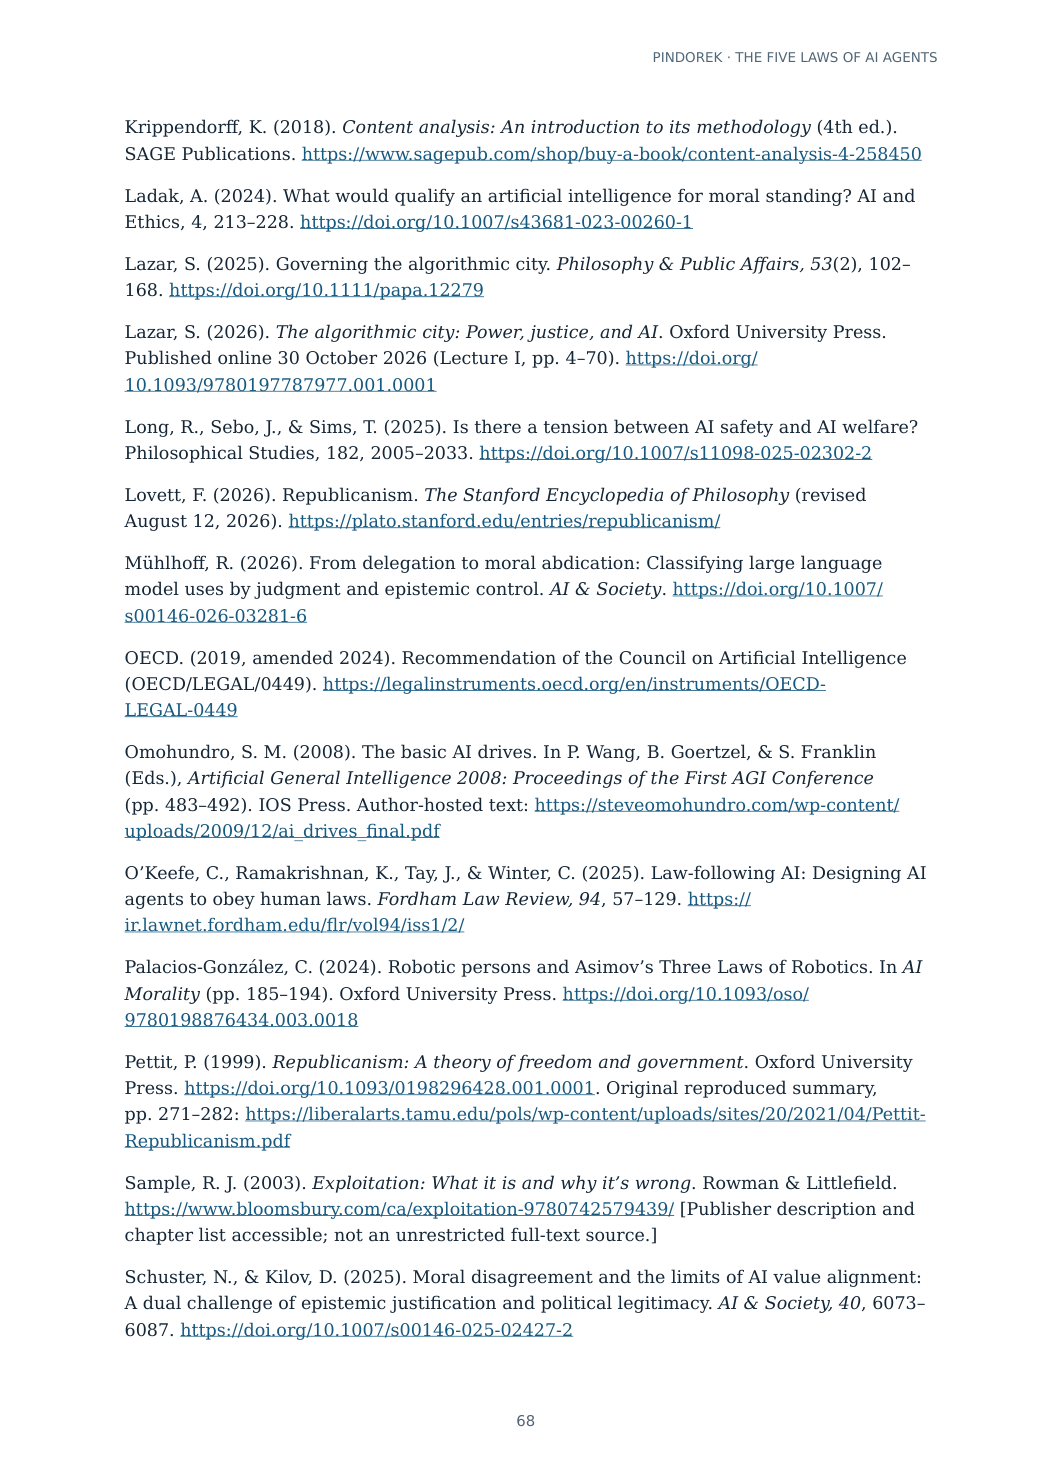 PINDOREK · THE FIVE LAWS OF AI AGENTS
Krippendorff, K. (2018). Content analysis: An introduction to its methodology (4th ed.).
SAGE Publications. https://www.sagepub.com/shop/buy-a-book/content-analysis-4-258450
Ladak, A. (2024). What would qualify an artificial intelligence for moral standing? AI and
Ethics, 4, 213–228. https://doi.org/10.1007/s43681-023-00260-1
Lazar, S. (2025). Governing the algorithmic city. Philosophy & Public Affairs, 53(2), 102–
168. https://doi.org/10.1111/papa.12279
Lazar, S. (2026). The algorithmic city: Power, justice, and AI. Oxford University Press.
Published online 30 October 2026 (Lecture I, pp. 4–70). https://doi.org/
10.1093/9780197787977.001.0001
Long, R., Sebo, J., & Sims, T. (2025). Is there a tension between AI safety and AI welfare?
Philosophical Studies, 182, 2005–2033. https://doi.org/10.1007/s11098-025-02302-2
Lovett, F. (2026). Republicanism. The Stanford Encyclopedia of Philosophy (revised
August 12, 2026). https://plato.stanford.edu/entries/republicanism/
Mühlhoff, R. (2026). From delegation to moral abdication: Classifying large language
model uses by judgment and epistemic control. AI & Society. https://doi.org/10.1007/
s00146-026-03281-6
OECD. (2019, amended 2024). Recommendation of the Council on Artificial Intelligence
(OECD/LEGAL/0449). https://legalinstruments.oecd.org/en/instruments/OECD-
LEGAL-0449
Omohundro, S. M. (2008). The basic AI drives. In P. Wang, B. Goertzel, & S. Franklin
(Eds.), Artificial General Intelligence 2008: Proceedings of the First AGI Conference
(pp. 483–492). IOS Press. Author-hosted text: https://steveomohundro.com/wp-content/
uploads/2009/12/ai_drives_final.pdf
O’Keefe, C., Ramakrishnan, K., Tay, J., & Winter, C. (2025). Law-following AI: Designing AI
agents to obey human laws. Fordham Law Review, 94, 57–129. https://
ir.lawnet.fordham.edu/flr/vol94/iss1/2/
Palacios-González, C. (2024). Robotic persons and Asimov’s Three Laws of Robotics. In AI
Morality (pp. 185–194). Oxford University Press. https://doi.org/10.1093/oso/
9780198876434.003.0018
Pettit, P. (1999). Republicanism: A theory of freedom and government. Oxford University
Press. https://doi.org/10.1093/0198296428.001.0001. Original reproduced summary,
pp. 271–282: https://liberalarts.tamu.edu/pols/wp-content/uploads/sites/20/2021/04/Pettit-
Republicanism.pdf
Sample, R. J. (2003). Exploitation: What it is and why it’s wrong. Rowman & Littlefield.
https://www.bloomsbury.com/ca/exploitation-9780742579439/ [Publisher description and
chapter list accessible; not an unrestricted full-text source.]
Schuster, N., & Kilov, D. (2025). Moral disagreement and the limits of AI value alignment:
A dual challenge of epistemic justification and political legitimacy. AI & Society, 40, 6073–
6087. https://doi.org/10.1007/s00146-025-02427-2
68